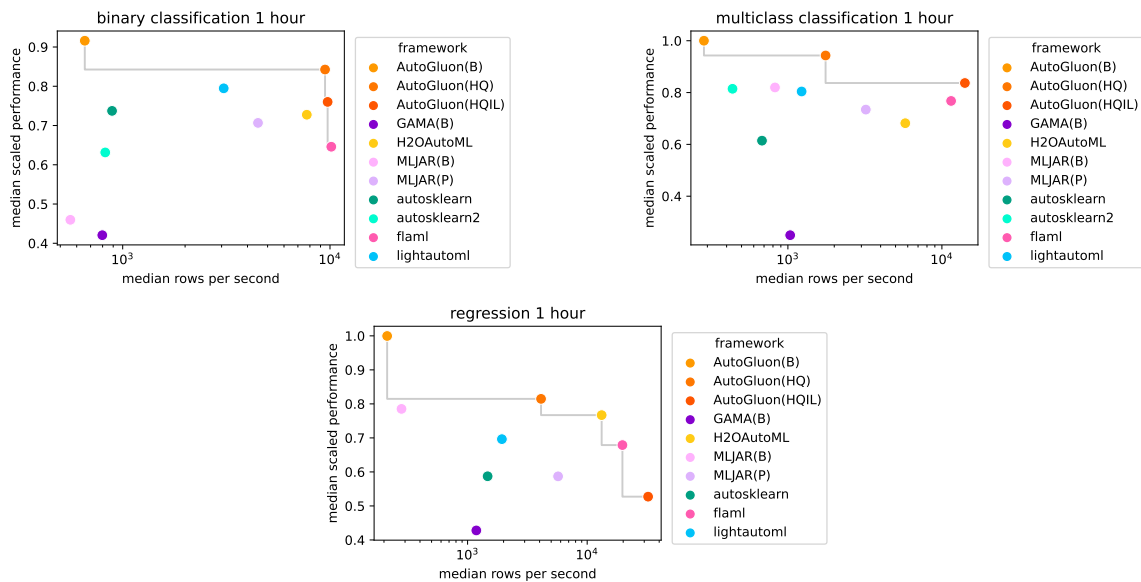 binary classification 1 hour
median scaled performance
0.9
0.8
0.7
0.6
0.5
0.4
10³
10⁴
median rows per second
framework
AutoGluon(B)
AutoGluon(HQ)
AutoGluon(HQIL)
GAMA(B)
H2OAutoML
MLJAR(B)
MLJAR(P)
autosklearn
autosklearn2
flaml
lightautoml
multiclass classification 1 hour
median scaled performance
1.0
0.8
0.6
0.4
10³
10⁴
median rows per second
framework
AutoGluon(B)
AutoGluon(HQ)
AutoGluon(HQIL)
GAMA(B)
H2OAutoML
MLJAR(B)
MLJAR(P)
autosklearn
autosklearn2
flaml
lightautoml
regression 1 hour
median scaled performance
1.0
0.9
0.8
0.7
0.6
0.5
0.4
10³
10⁴
median rows per second
framework
AutoGluon(B)
AutoGluon(HQ)
AutoGluon(HQIL)
GAMA(B)
H2OAutoML
MLJAR(B)
MLJAR(P)
autosklearn
flaml
lightautoml